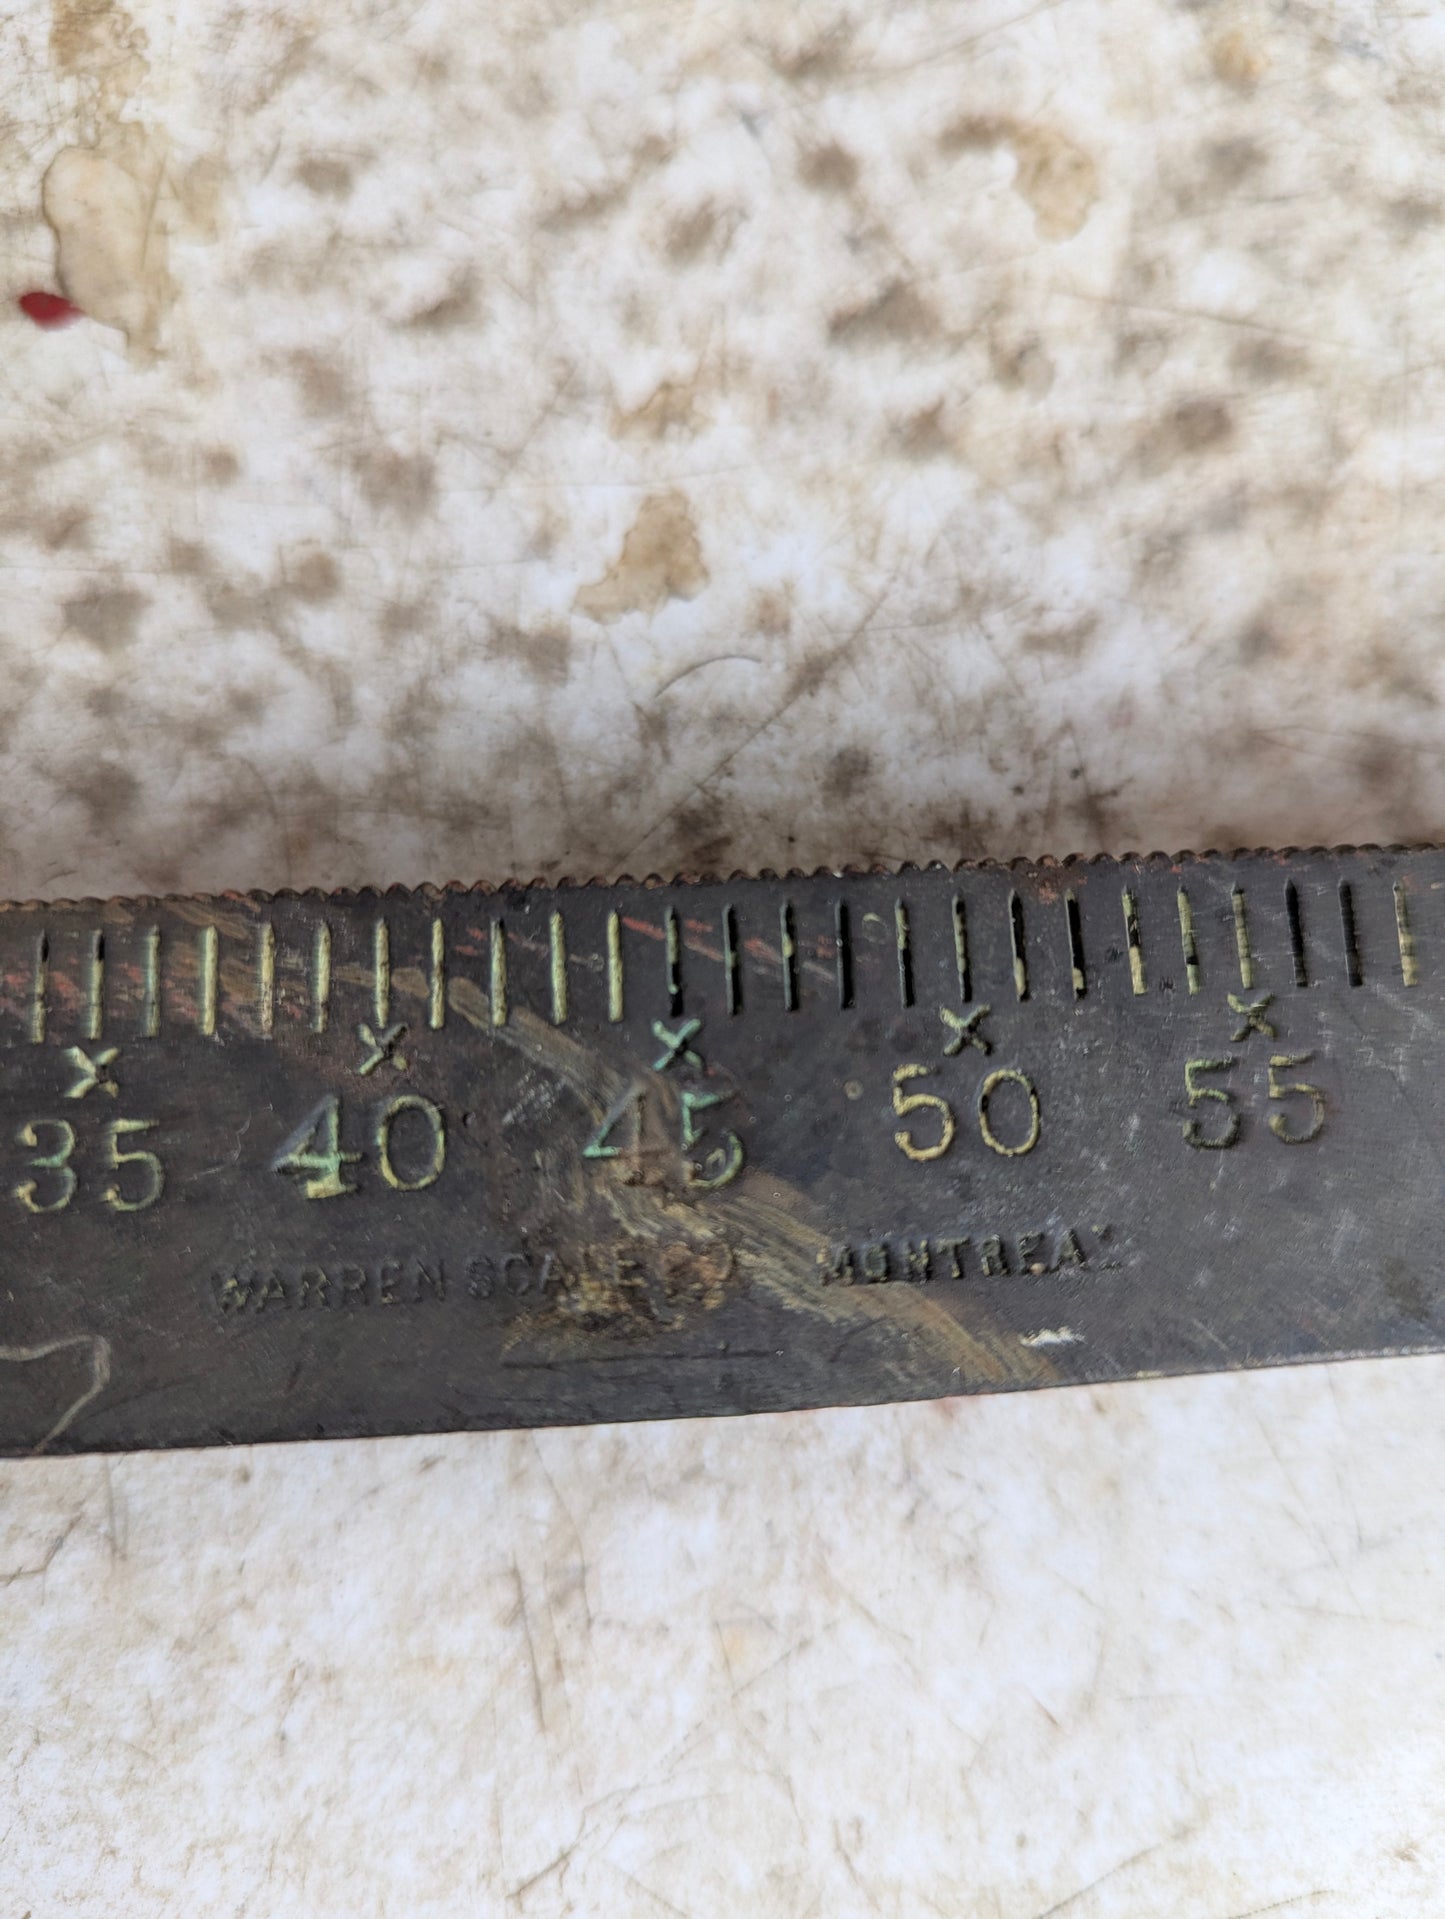 x x x x x
35 40 45 50 55
WARREN SCALE MONTREAL